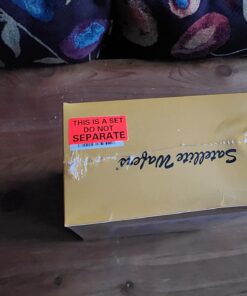 THIS IS A SET
DO NOT
SEPARATE
Satellite Wafers